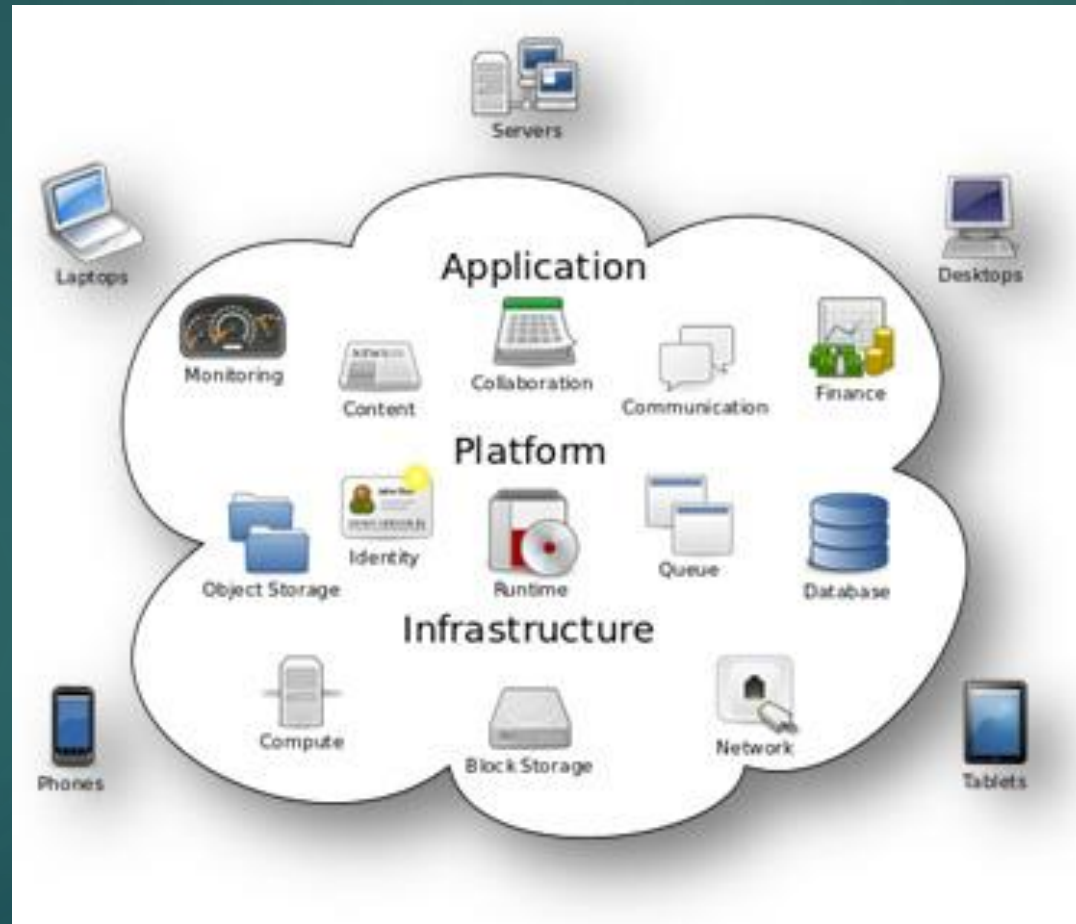 Servers
Laptops
Desktops
Application
Monitoring
Content
Collaboration
Communication
Finance
Platform
Object Storage
Identity
Runtime
Queue
Database
Infrastructure
Compute
Block Storage
Network
Phones
Tablets